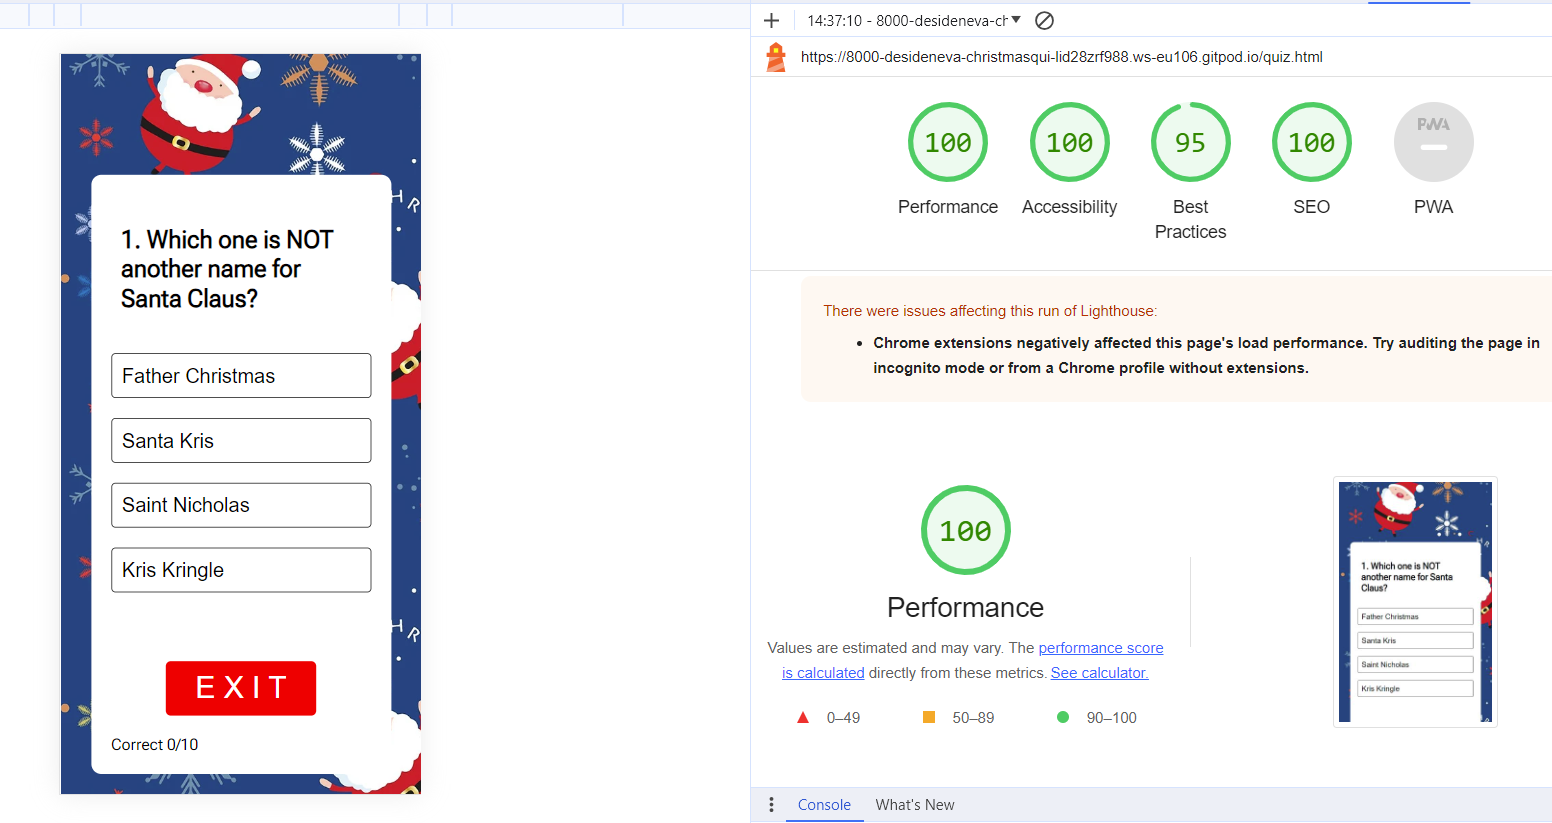 1. Which one is NOT
another name for
Santa Claus?
Father Christmas
Santa Kris
Saint Nicholas
Kris Kringle
EXIT
Correct 0/10
H R
H R
14:37:10 - 8000-desideneva-ch
https://8000-desideneva-christmasqui-lid28zrf988.ws-eu106.gitpod.io/quiz.html
100
100
95
100
PWA
Performance
Accessibility
Best
Practices
SEO
PWA
There were issues affecting this run of Lighthouse:
• Chrome extensions negatively affected this page's load performance. Try auditing the page in
incognito mode or from a Chrome profile without extensions.
100
Performance
Values are estimated and may vary. The performance score
is calculated directly from these metrics. See calculator.
0–49
50–89
90–100
1. Which one is NOT
another name for Santa
Claus?
Father Christmas
Santa Kris
Saint Nicholas
Kris Kringle
Console
What's New